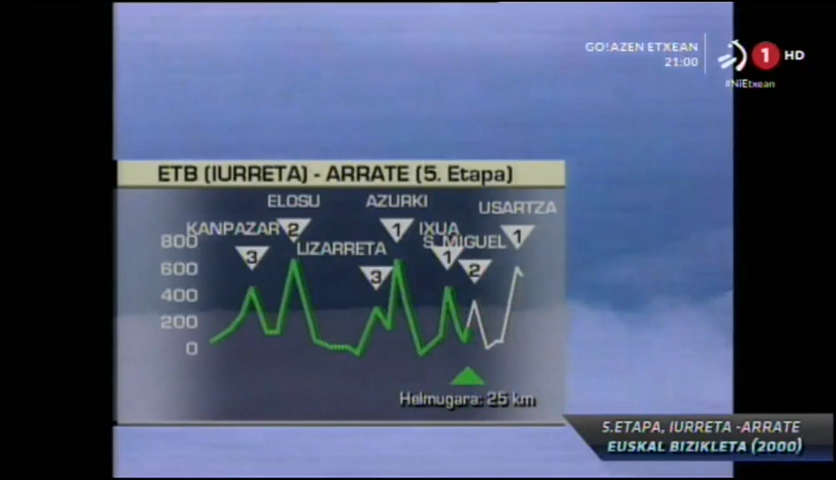 GO!AZEN ETXEAN
21:00
1 HD
#NiEtxean
ETB (IURRETA) - ARRATE (5. Etapa)
ELOSU
AZURKI
USARTZA
KANPAZAR
2
1
IXUA
1
800
LIZARRETA
S. MIGUEL
3
1
600
3
2
400
200
0
Helmugara: 25 km
5.ETAPA, IURRETA -ARRATE
EUSKAL BIZIKLETA (2000)